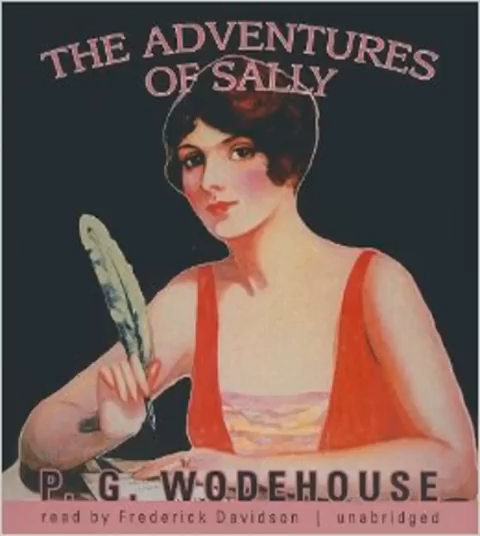 THE ADVENTURES
OF SALLY
P. G. WODEHOUSE
read by Frederick Davidson | unabridged